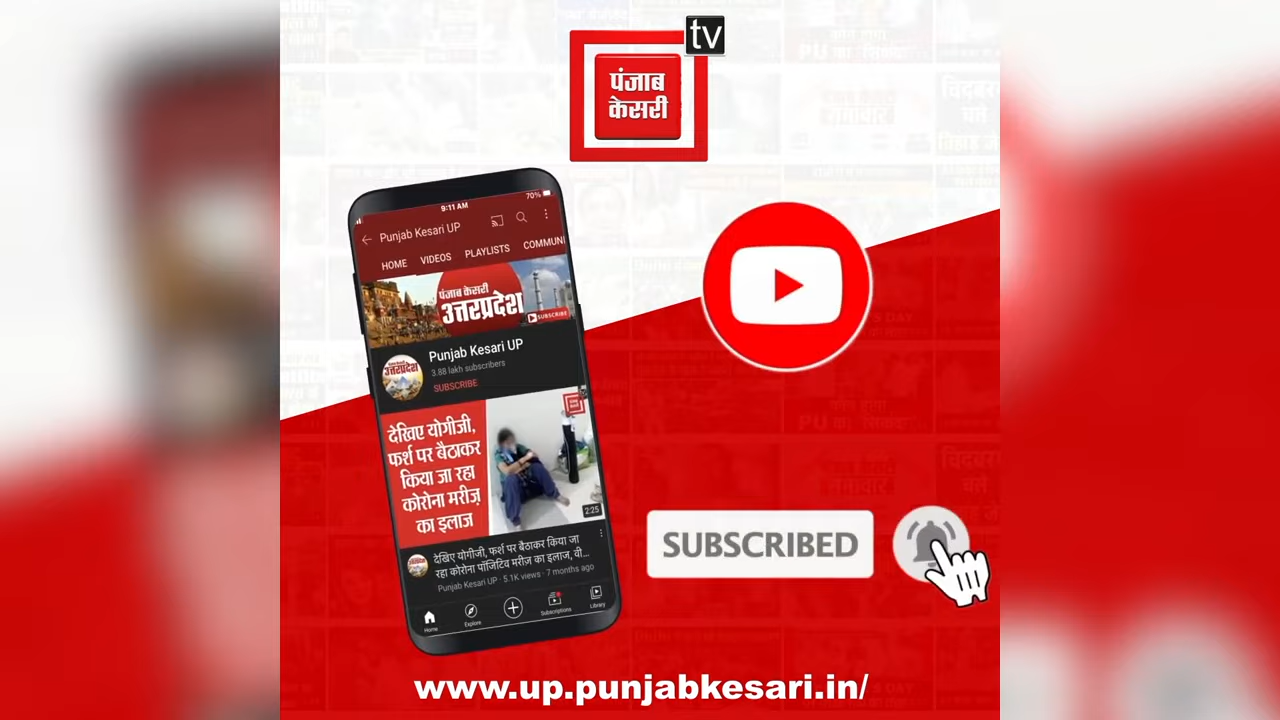 tv
पंजाब
केसरी
9:11 AM
70%
Punjab Kesari UP
HOME VIDEOS PLAYLISTS COMMUNI
पंजाब केसरी
उत्तरप्रदेश
SUBSCRIBE
उत्तरप्रदेश
Punjab Kesari UP
3.88 lakh subscribers
SUBSCRIBE
देखिए योगीजी,
फर्श पर बैठाकर
किया जा रहा
कोरोना मरीज़
का इलाज
2:25
देखिए योगीजी, फर्श पर बैठाकर किया जा
रहा कोरोना पॉजिटिव मरीज़ का इलाज, वी...
Punjab Kesari UP · 5.1K views · 7 months ago
Home Explore Subscriptions Library
SUBSCRIBED
www.up.punjabkesari.in/